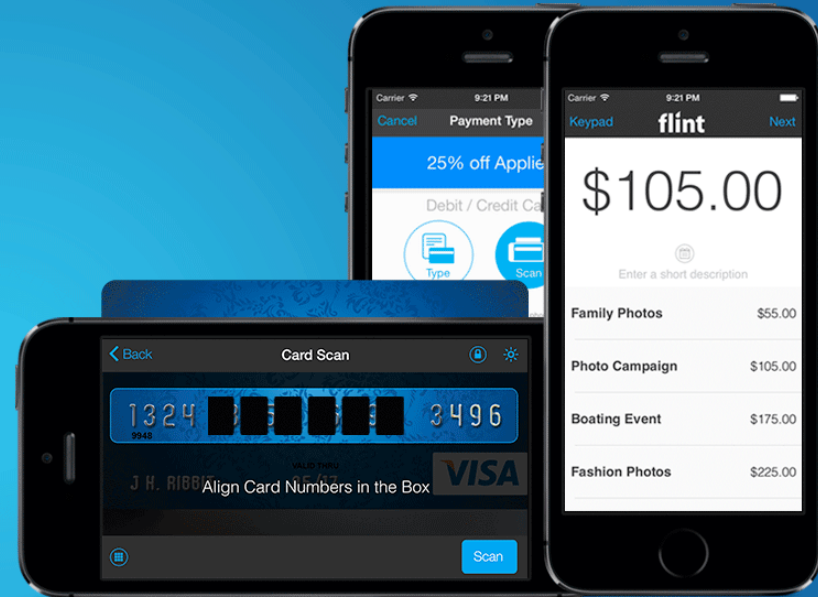 Carrier 9:21 PM
Cancel Payment Type
25% off Applie
Debit / Credit Ca
Type Scan
Carrier 9:21 PM
Keypad flint Next
$105.00
Enter a short description
Family Photos $55.00
Photo Campaign $105.00
Boating Event $175.00
Fashion Photos $225.00
Back Card Scan
1324 3496
9948
VALID THRU
J H. RIBBIT VISA
Align Card Numbers in the Box
Scan